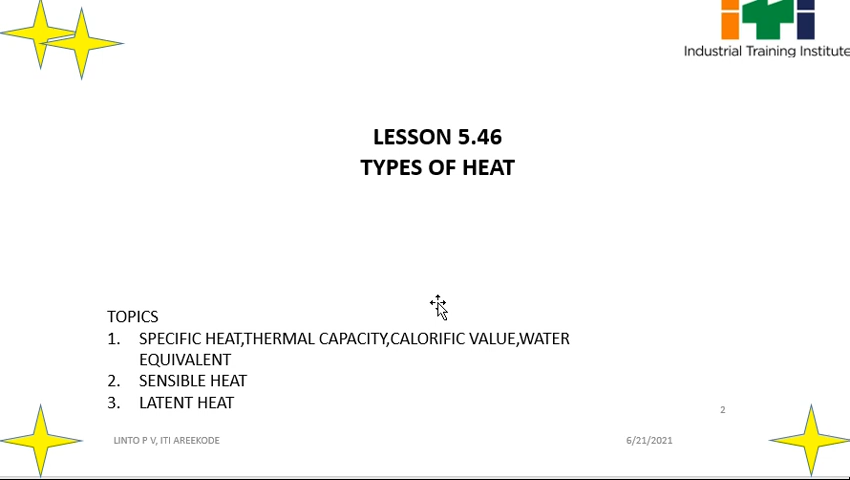 Industrial Training Institute
LESSON 5.46
TYPES OF HEAT
TOPICS
1. SPECIFIC HEAT,THERMAL CAPACITY,CALORIFIC VALUE,WATER
EQUIVALENT
2. SENSIBLE HEAT
3. LATENT HEAT
2
LINTO P V, ITI AREEKODE
6/21/2021